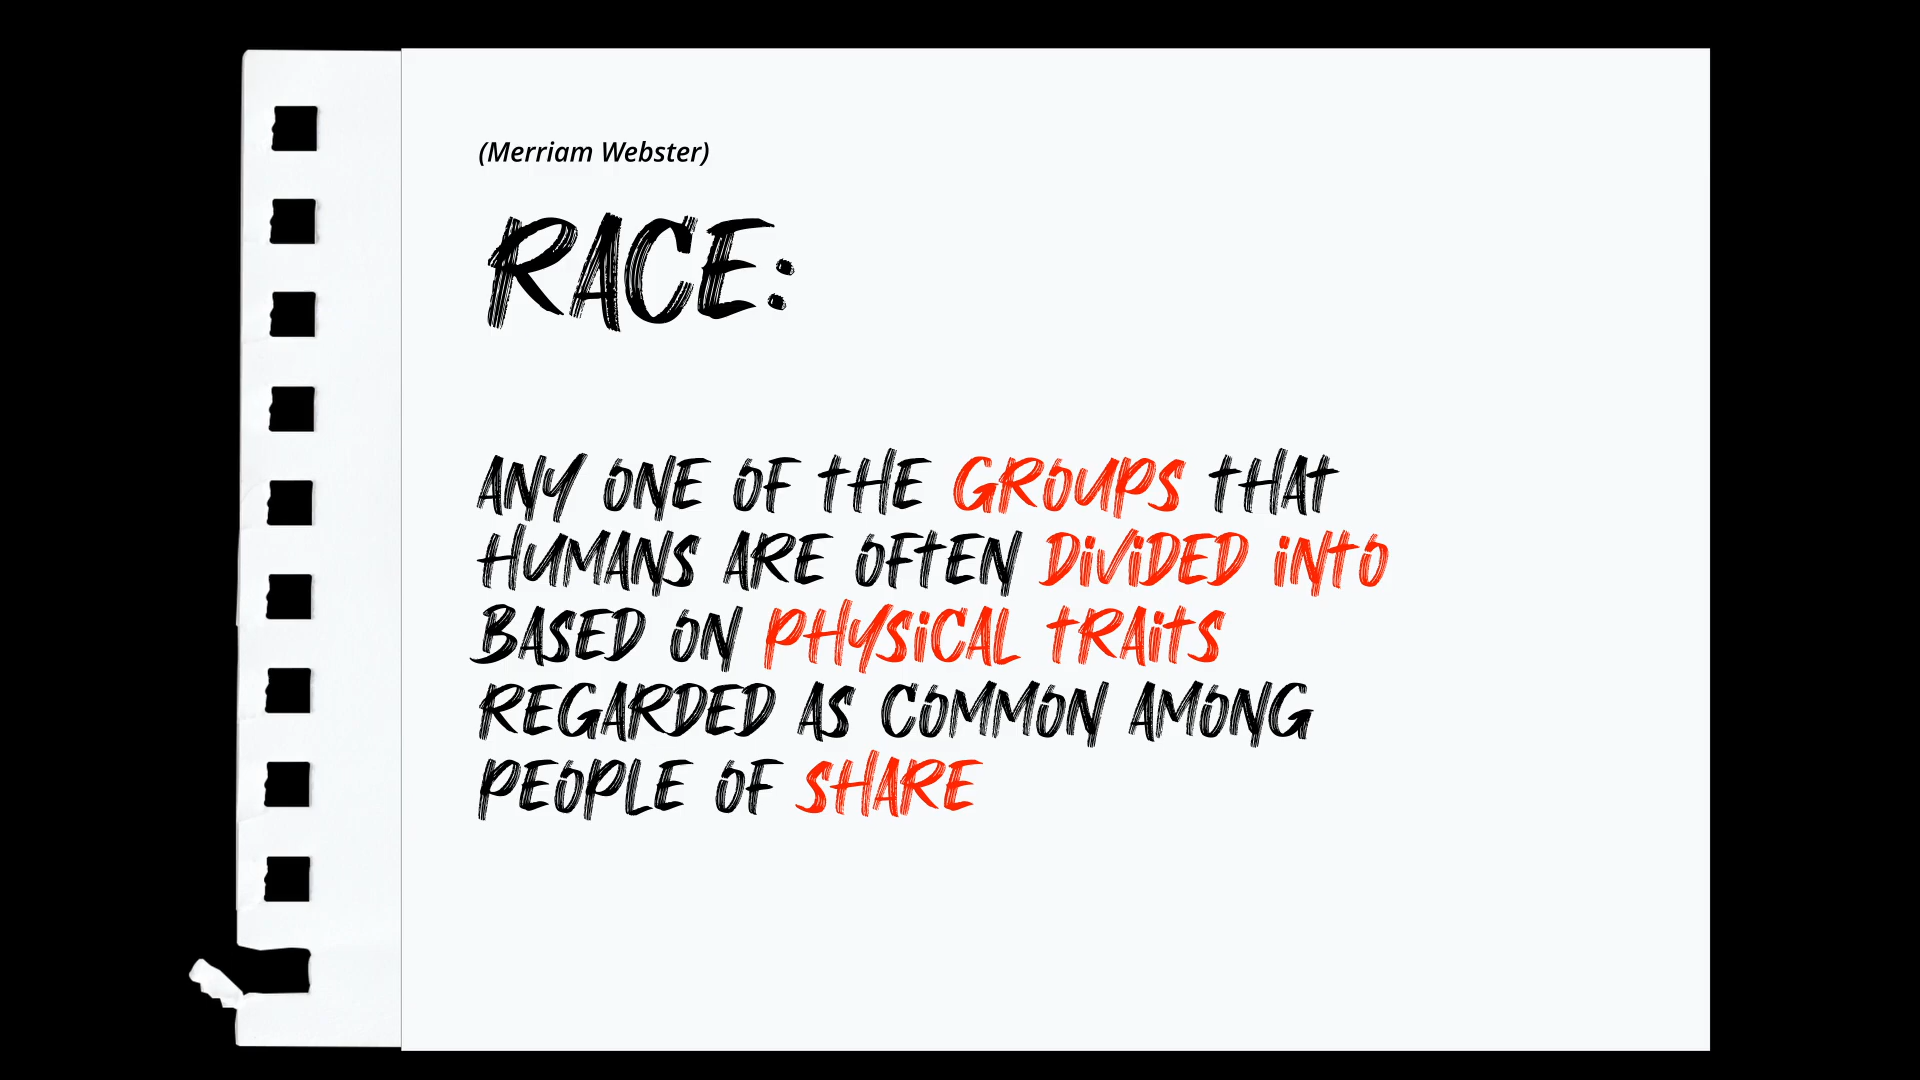 (Merriam Webster)
RACE:
ANY ONE OF THE GROUPS THAT
HUMANS ARE OFTEN DIVIDED INTO
BASED ON PHYSICAL TRAITS
REGARDED AS COMMON AMONG
PEOPLE OF SHARE